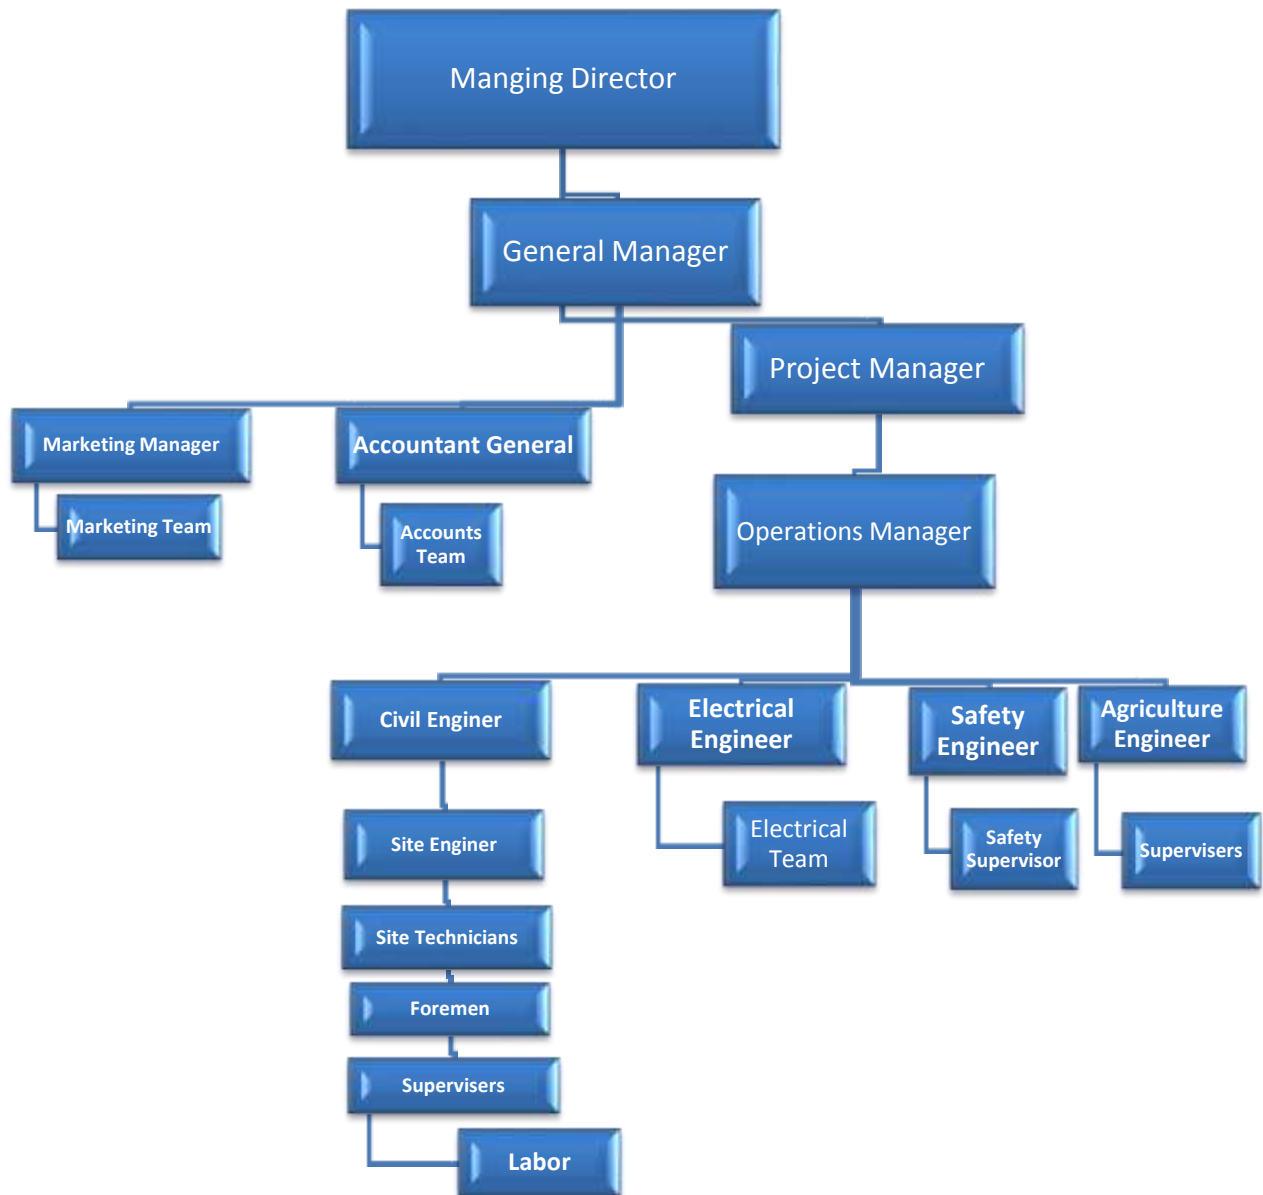 Manging Director
General Manager
Project Manager
Marketing Manager
Accountant General
Marketing Team
Accounts
Team
Operations Manager
Civil Enginer
Electrical
Engineer
Safety
Engineer
Agriculture
Engineer
Site Enginer
Electrical
Team
Safety
Supervisor
Supervisers
Site Technicians
Foremen
Supervisers
Labor